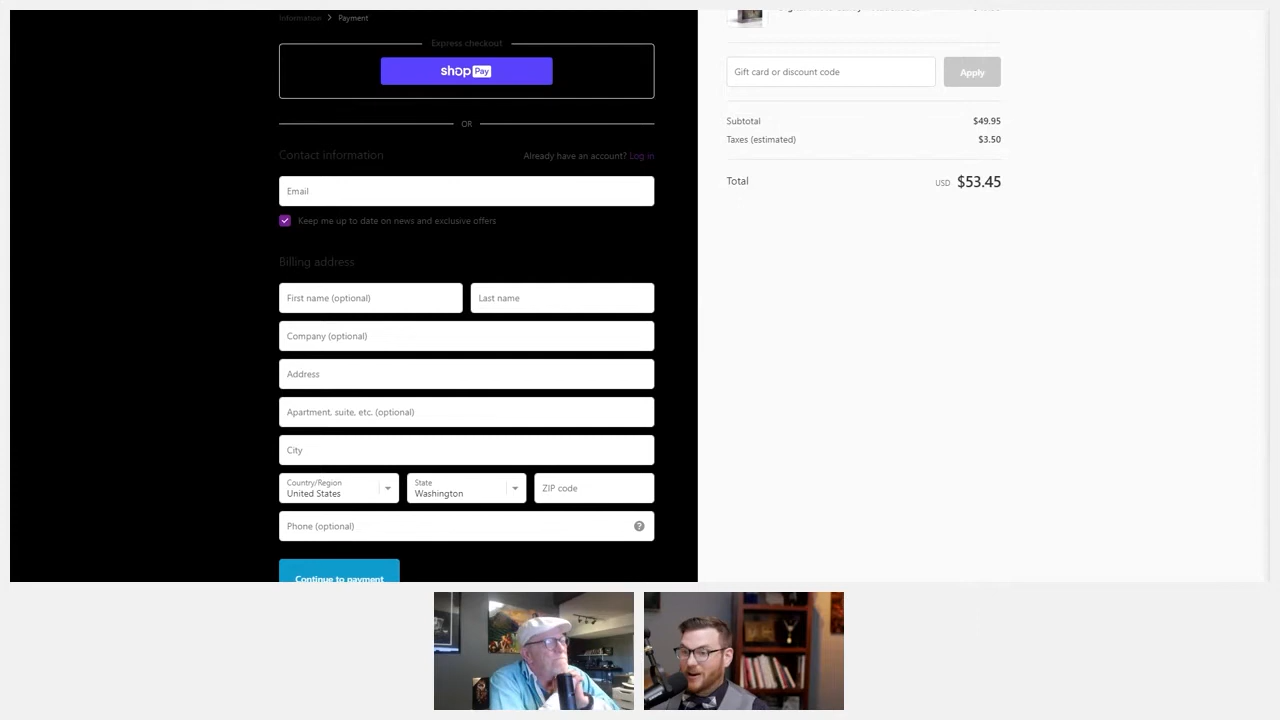 Information > Payment
Express checkout
shop Pay
OR
Contact information
Already have an account? Log in
Email
Keep me up to date on news and exclusive offers
Billing address
First name (optional)
Last name
Company (optional)
Address
Apartment, suite, etc. (optional)
City
Country/Region
United States
State
Washington
ZIP code
Phone (optional)
?
Continue to payment
Gift card or discount code
Apply
Subtotal $49.95
Taxes (estimated) $3.50
Total USD $53.45